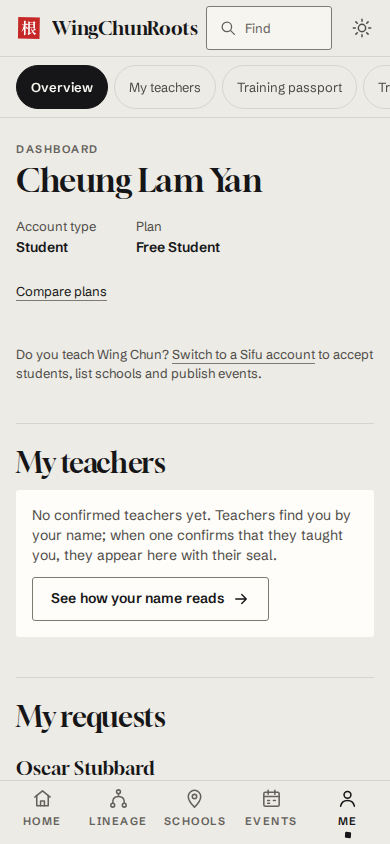 根 WingChunRoots
Find
Overview
My teachers
Training passport
Tr
DASHBOARD
Cheung Lam Yan
Account type
Student
Plan
Free Student
Compare plans
Do you teach Wing Chun? Switch to a Sifu account to accept
students, list schools and publish events.
My teachers
No confirmed teachers yet. Teachers find you by
your name; when one confirms that they taught
you, they appear here with their seal.
See how your name reads →
My requests
Oscar Stubbard
HOME
LINEAGE
SCHOOLS
EVENTS
ME